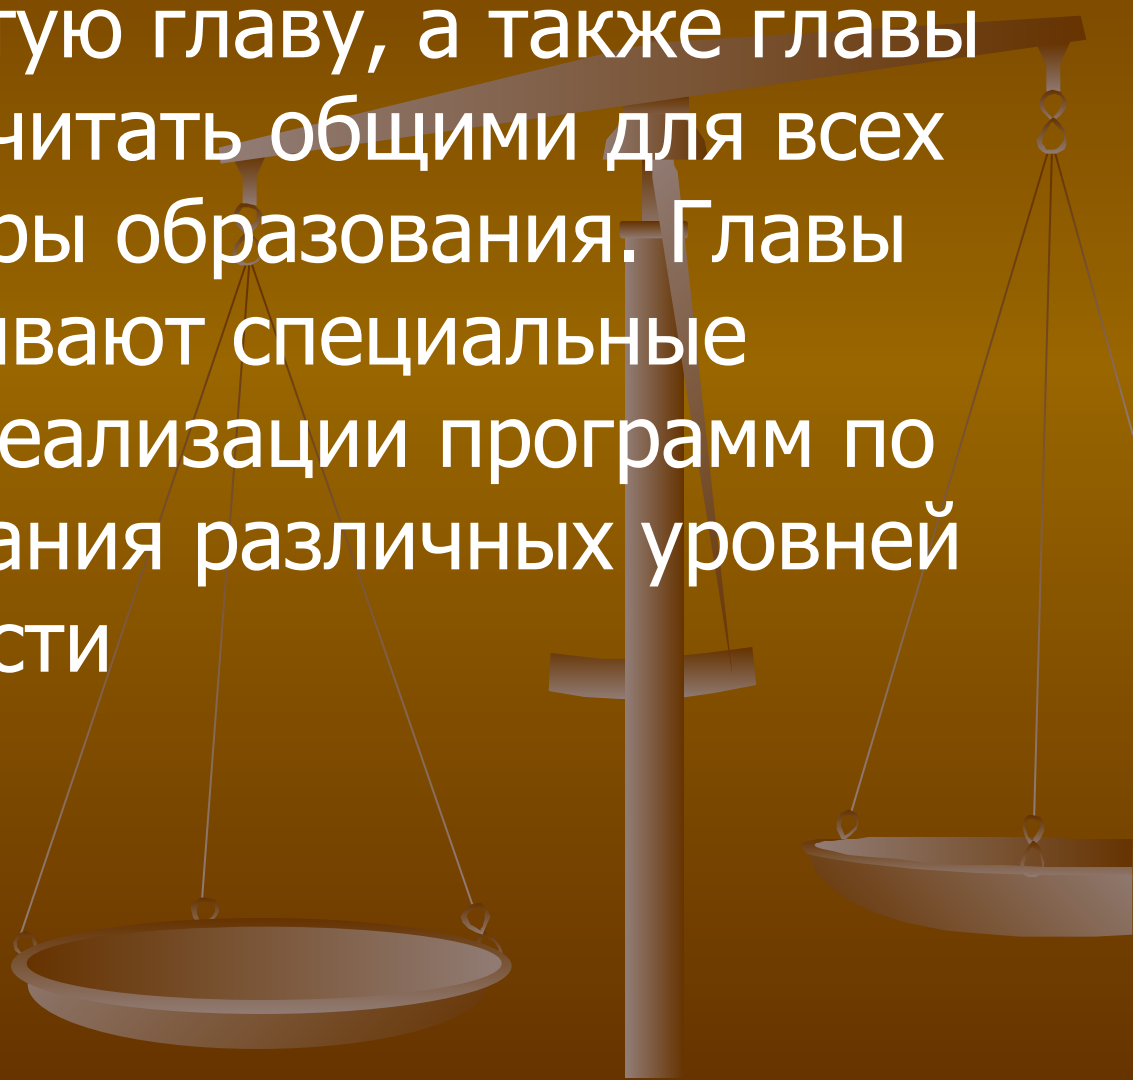 тую главу, а также главы
читать общими для всех
ры образования. Главы
ивают специальные
еализации программ по
ания различных уровней
сти